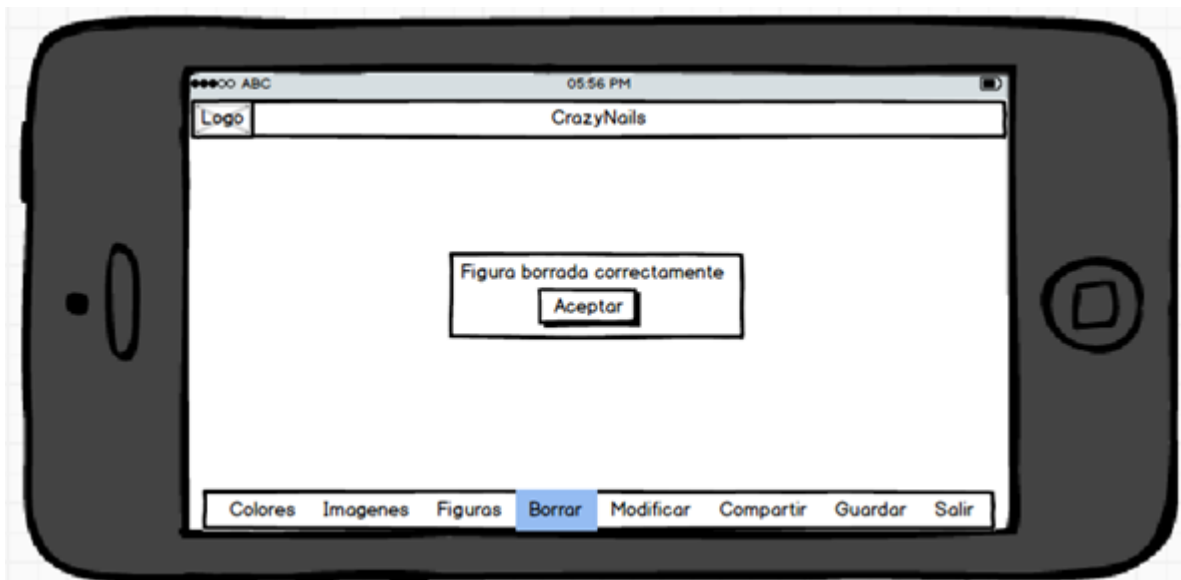 ABC 05:56 PM
Logo CrazyNails
Figura borrada correctamente
Aceptar
Colores Imagenes Figuras Borrar Modificar Compartir Guardar Salir